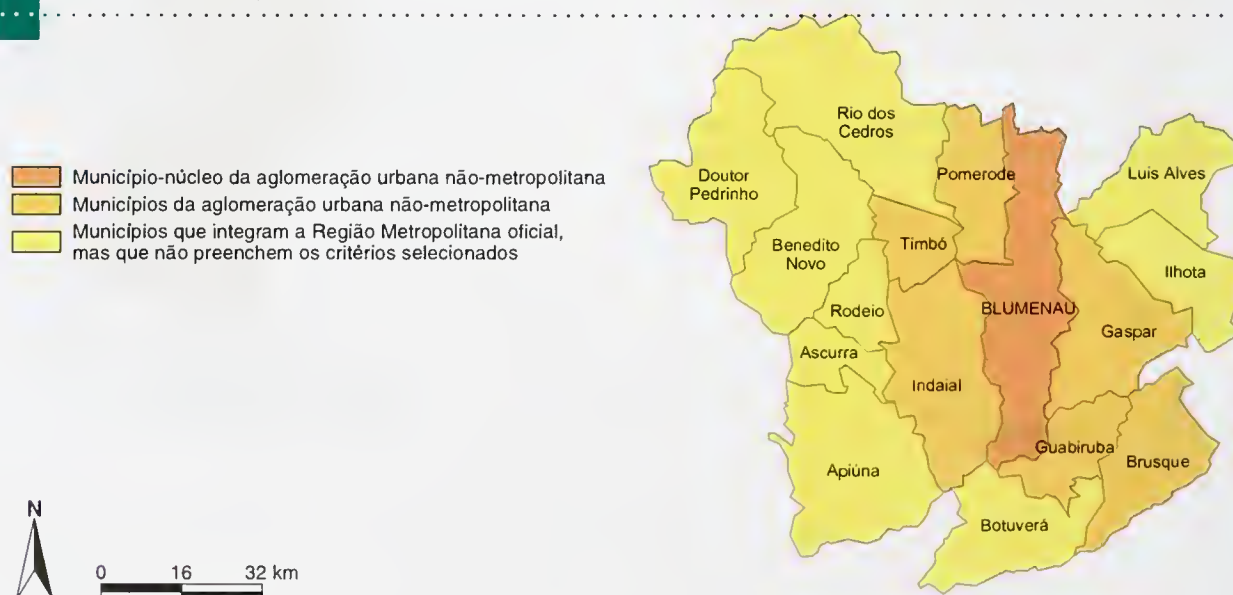 Município-núcleo da aglomeração urbana não-metropolitana
Municípios da aglomeração urbana não-metropolitana
Municípios que integram a Região Metropolitana oficial,
mas que não preenchem os critérios selecionados
Rio dos
Cedros
Doutor
Pedrinho
Pomerode
Luis Alves
Benedito
Novo
Timbó
Ilhota
Rodeio
BLUMENAU
Gaspar
Ascurra
Indaial
Guabiruba
Brusque
Apiúna
Botuverá
N
0 16 32 km